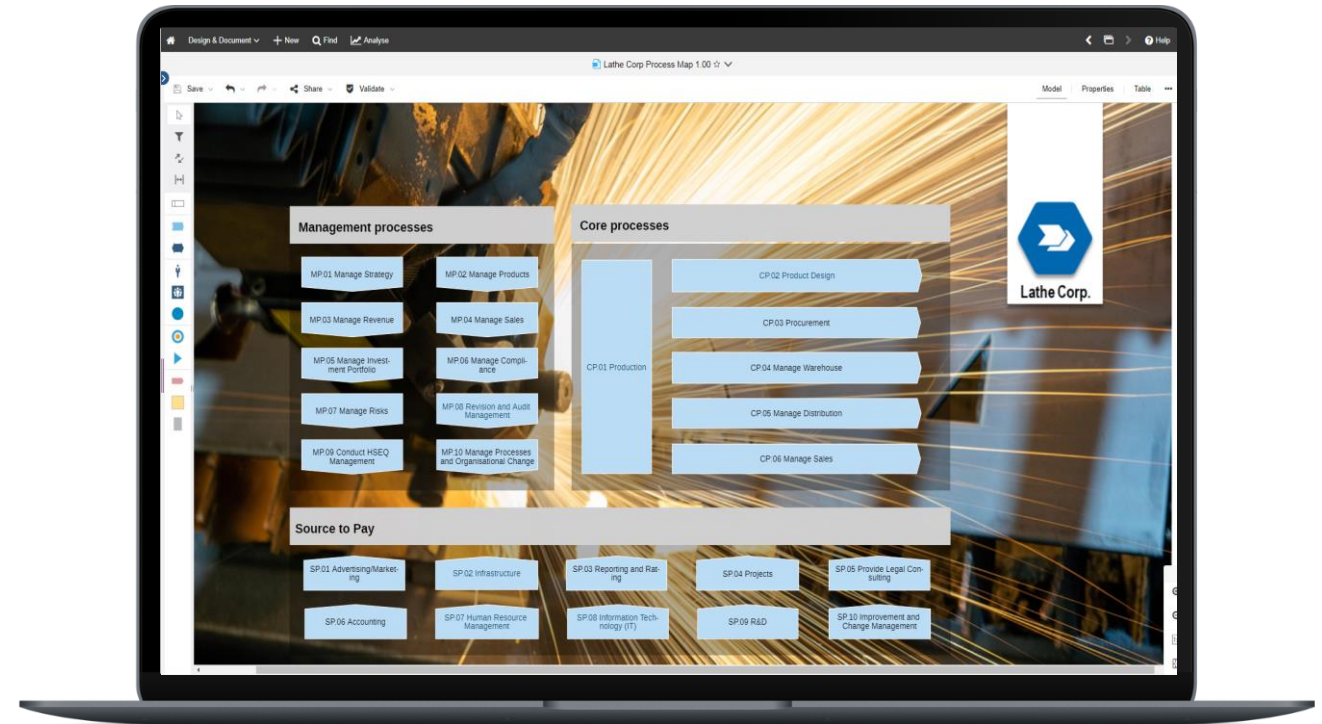 Design & Document
New
Find
Analyse
Help
Lathe Corp Process Map 1.00
Save
Share
Validate
Model
Properties
Table
Management processes
MP.01 Manage Strategy
MP.02 Manage Products
MP.03 Manage Revenue
MP.04 Manage Sales
MP.05 Manage Invest-
ment Portfolio
MP.06 Manage Compli-
ance
MP.07 Manage Risks
MP.08 Revision and Audit
Management
MP.09 Conduct HSEQ
Management
MP.10 Manage Processes
and Organisational Change
Core processes
CP.01 Production
CP.02 Product Design
CP.03 Procurement
CP.04 Manage Warehouse
CP.05 Manage Distribution
CP.06 Manage Sales
Lathe Corp.
Source to Pay
SP.01 Advertising/Market-
ing
SP.02 Infrastructure
SP.03 Reporting and Rat-
ing
SP.04 Projects
SP.05 Provide Legal Con-
sulting
SP.06 Accounting
SP.07 Human Resource
Management
SP.08 Information Tech-
nology (IT)
SP.09 R&D
SP.10 Improvement and
Change Management